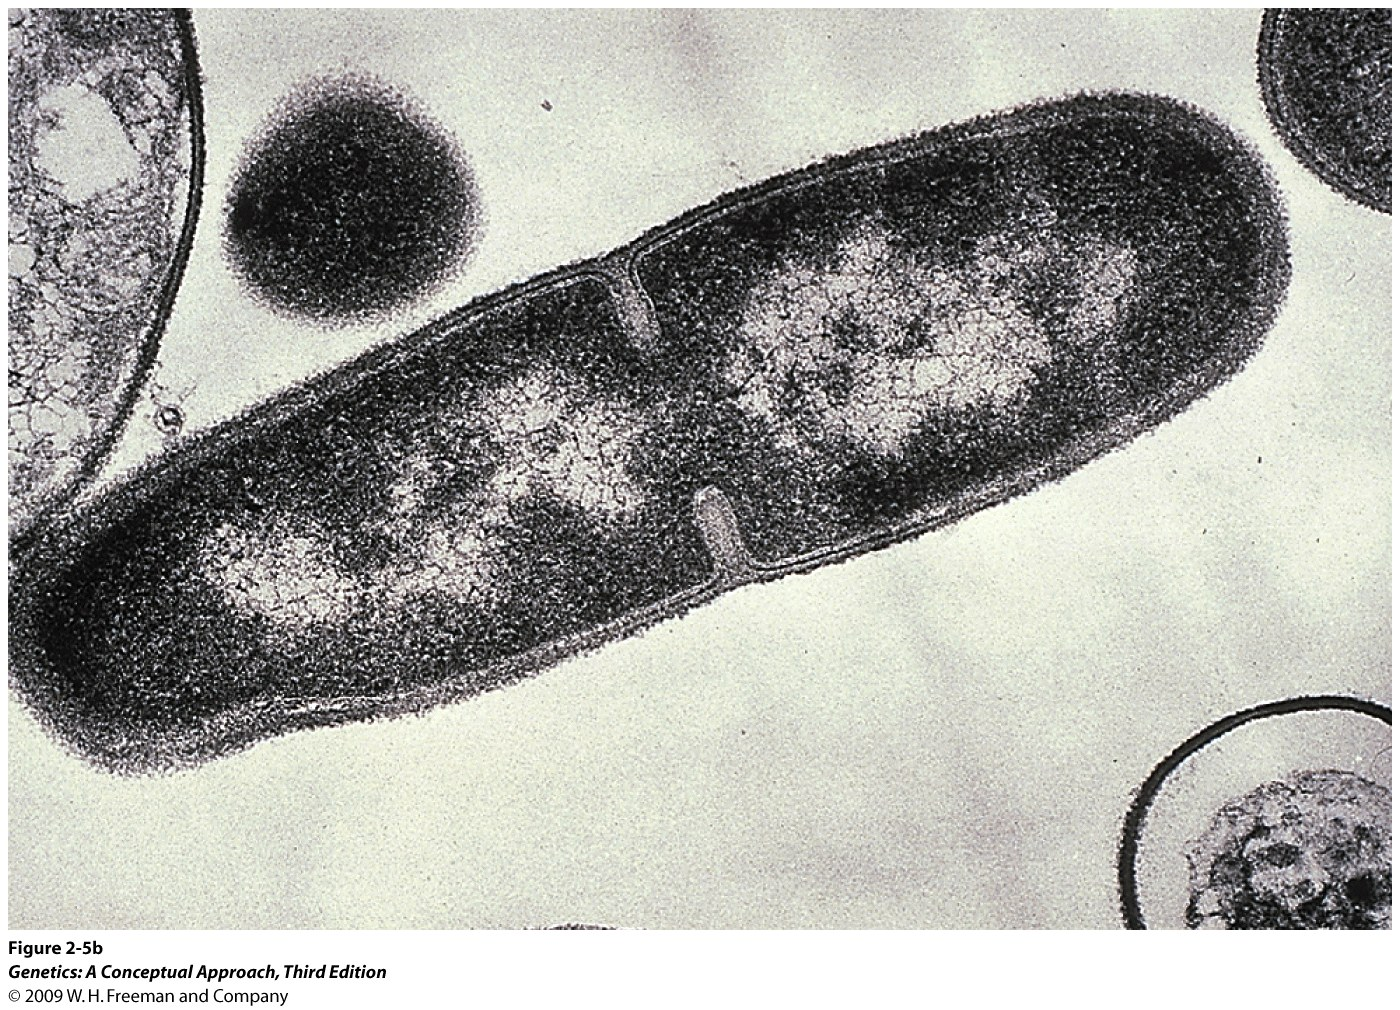 Figure 2-5b
Genetics: A Conceptual Approach, Third Edition
© 2009 W. H. Freeman and Company